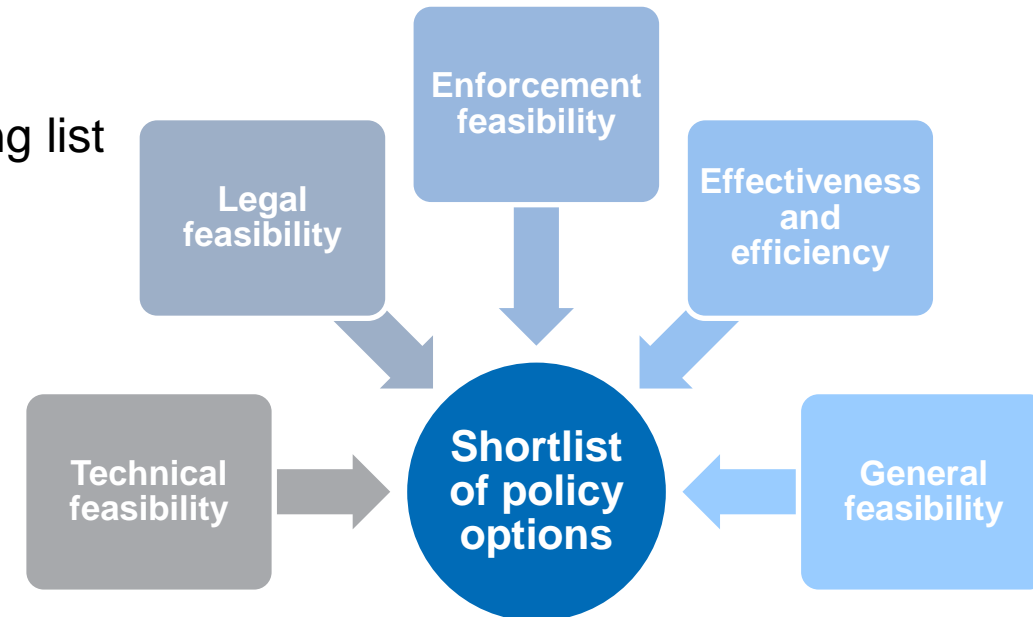 Enforcement
feasibility
ng list
Legal
feasibility
Effectiveness
and
efficiency
Technical
feasibility
Shortlist
of policy
options
General
feasibility